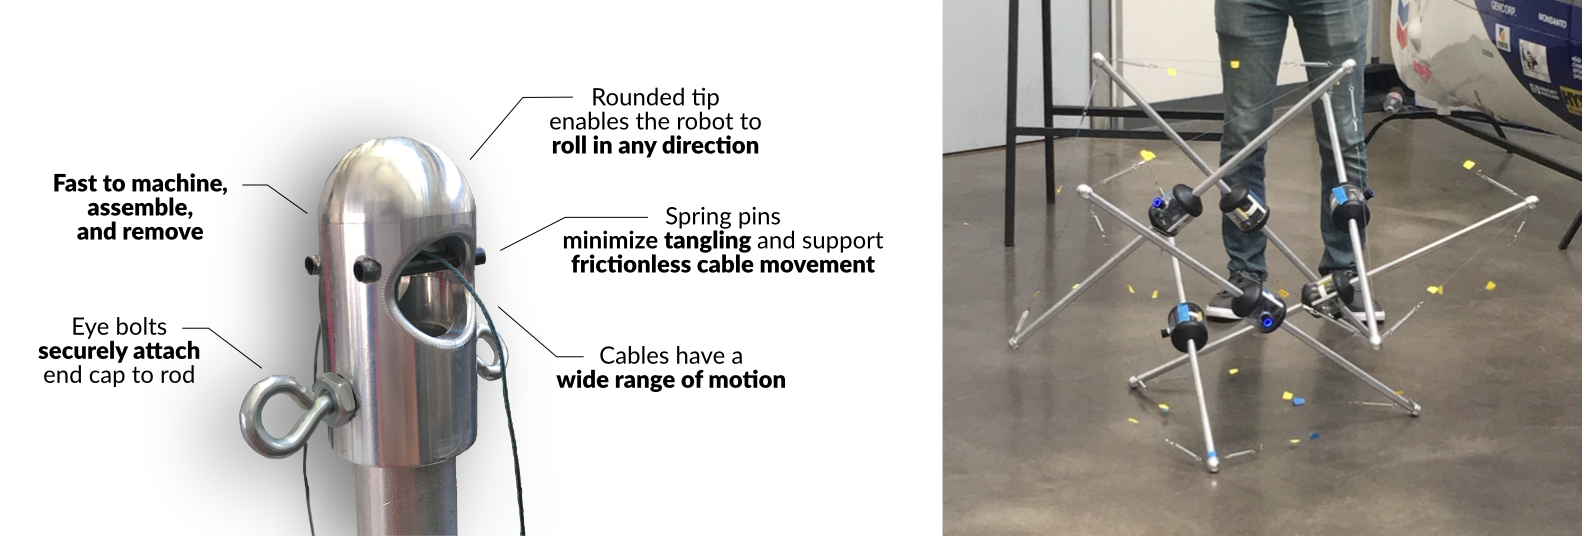 Rounded tip
enables the robot to
roll in any direction
Fast to machine,
assemble,
and remove
Spring pins
minimize tangling and support
frictionless cable movement
Eye bolts
securely attach
end cap to rod
Cables have a
wide range of motion
GENCORP.
MONSANTO